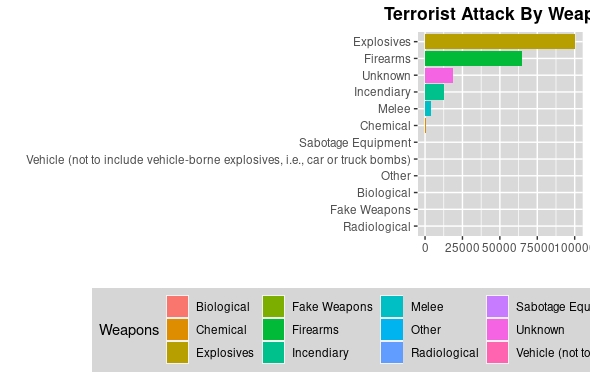 Terrorist Attack By Weap
Explosives
Firearms
Unknown
Incendiary
Melee
Chemical
Sabotage Equipment
Vehicle (not to include vehicle-borne explosives, i.e., car or truck bombs)
Other
Biological
Fake Weapons
Radiological
0 25000 50000 75000 100000
Weapons
Biological Fake Weapons Melee Sabotage Equ
Chemical Firearms Other Unknown
Explosives Incendiary Radiological Vehicle (not to